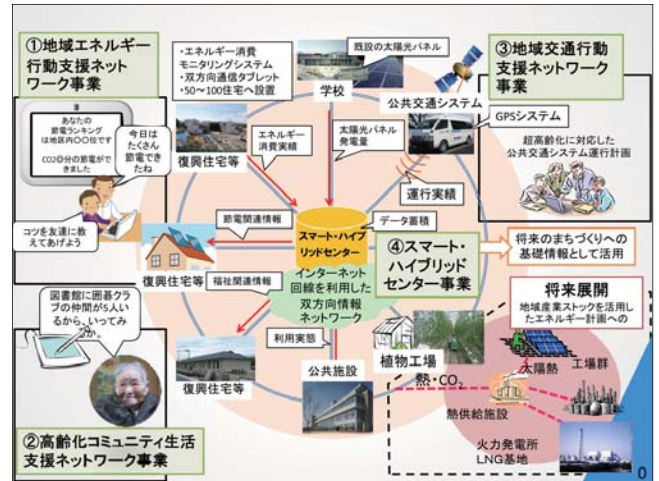 ①地域エネルギー
行動支援ネット
ワーク事業
・エネルギー消費
モニタリングシステム
・双方向通信タブレット
・50～100住宅へ設置
既設の太陽光パネル
学校
③地域交通行動
支援ネットワーク
事業
公共交通システム
GPSシステム
超高齢化に対応した
公共交通システム運行計画
あなたの
節電ランキング
は地区内〇〇位です
CO2◎分の節電がで
きました
今日は
たくさん
節電でき
たね
コツを友達に教
えてあげよう
復興住宅等
エネルギー
消費実績
太陽光パネル
発電量
運行実績
節電関連情報
データ蓄積
スマート・ハイブ
リッドセンター
④スマート・
ハイブリッド
センター事業
将来のまちづくりへの
基礎情報として活用
復興住宅等
福祉関連情報
インターネット
回線を利用した
双方向情報
ネットワーク
図書館に囲碁クラ
ブの仲間が5人い
るから、いってみ
か。
利用実態
復興住宅等
公共施設
②高齢化コミュニティ生活
支援ネットワーク事業
将来展開
地域産業ストックを活用し
たエネルギー計画への
植物工場
熱・CO₂
太陽熱
工場群
熱供給施設
火力発電所
LNG基地
0